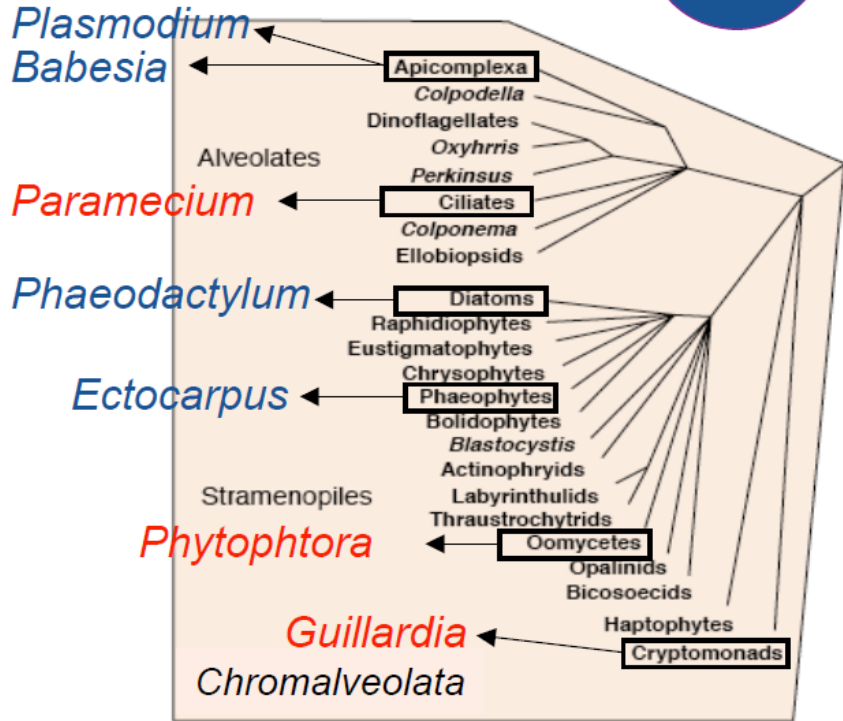 Plasmodium
Babesia
Apicomplexa
Colpodella
Dinoflagellates
Oxyhrris
Alveolates
Perkinsus
Paramecium
Ciliates
Colponema
Ellobiopsids
Phaeodactylum
Diatoms
Raphidiophytes
Eustigmatophytes
Chrysophytes
Ectocarpus
Phaeophytes
Bolidophytes
Blastocystis
Actinophryids
Stramenopiles
Labyrinthulids
Thraustrochytrids
Phytophtora
Oomycetes
Opalinids
Bicosoecids
Haptophytes
Guillardia
Cryptomonads
Chromalveolata